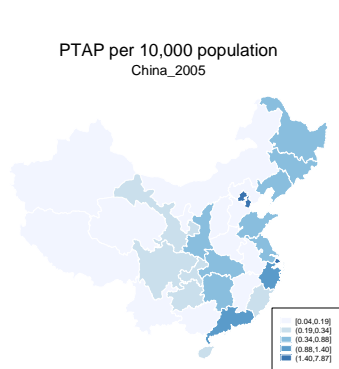 PTAP per 10,000 population
China_2005
[0.04,0.19]
(0.19,0.34]
(0.34,0.88]
(0.88,1.40]
(1.40,7.87]